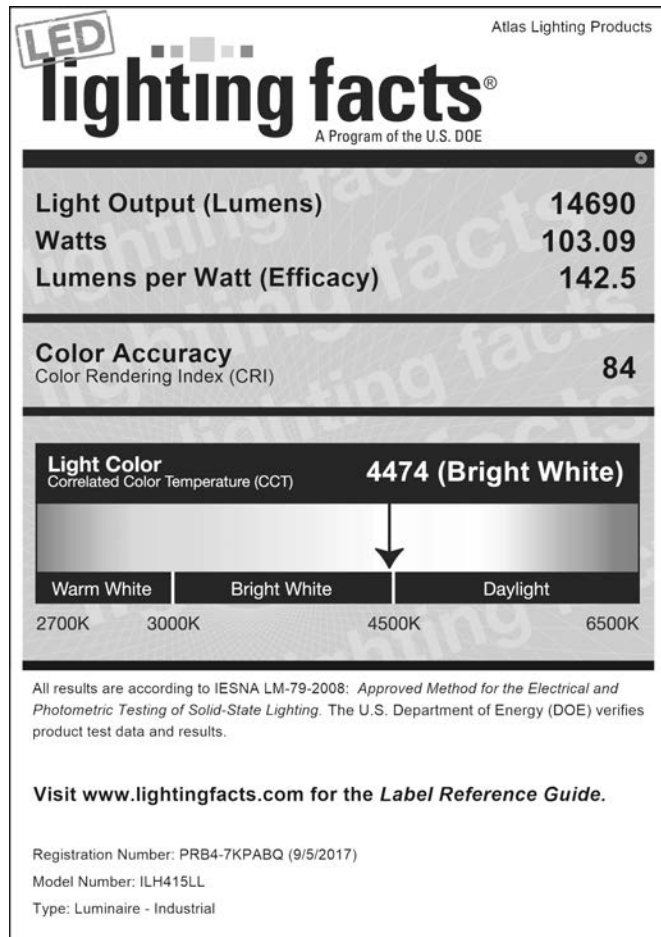 Atlas Lighting Products
LED
lighting facts®
A Program of the U.S. DOE
Light Output (Lumens) 14690
Watts 103.09
Lumens per Watt (Efficacy) 142.5
Color Accuracy
Color Rendering Index (CRI) 84
Light Color
Correlated Color Temperature (CCT) 4474 (Bright White)
Warm White Bright White Daylight
2700K 3000K 4500K 6500K
All results are according to IESNA LM-79-2008: Approved Method for the Electrical and
Photometric Testing of Solid-State Lighting. The U.S. Department of Energy (DOE) verifies
product test data and results.
Visit www.lightingfacts.com for the Label Reference Guide.
Registration Number: PRB4-7KPABQ (9/5/2017)
Model Number: ILH415LL
Type: Luminaire - Industrial